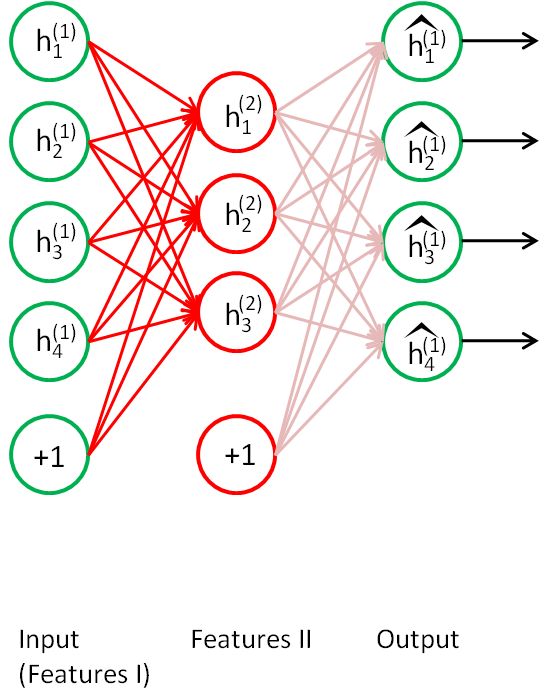 h₁⁽¹⁾
h₂⁽¹⁾
h₃⁽¹⁾
h₄⁽¹⁾
+1
h₁⁽²⁾
h₂⁽²⁾
h₃⁽²⁾
+1
ĥ₁⁽¹⁾
ĥ₂⁽¹⁾
ĥ₃⁽¹⁾
ĥ₄⁽¹⁾
Input
(Features I)
Features II
Output